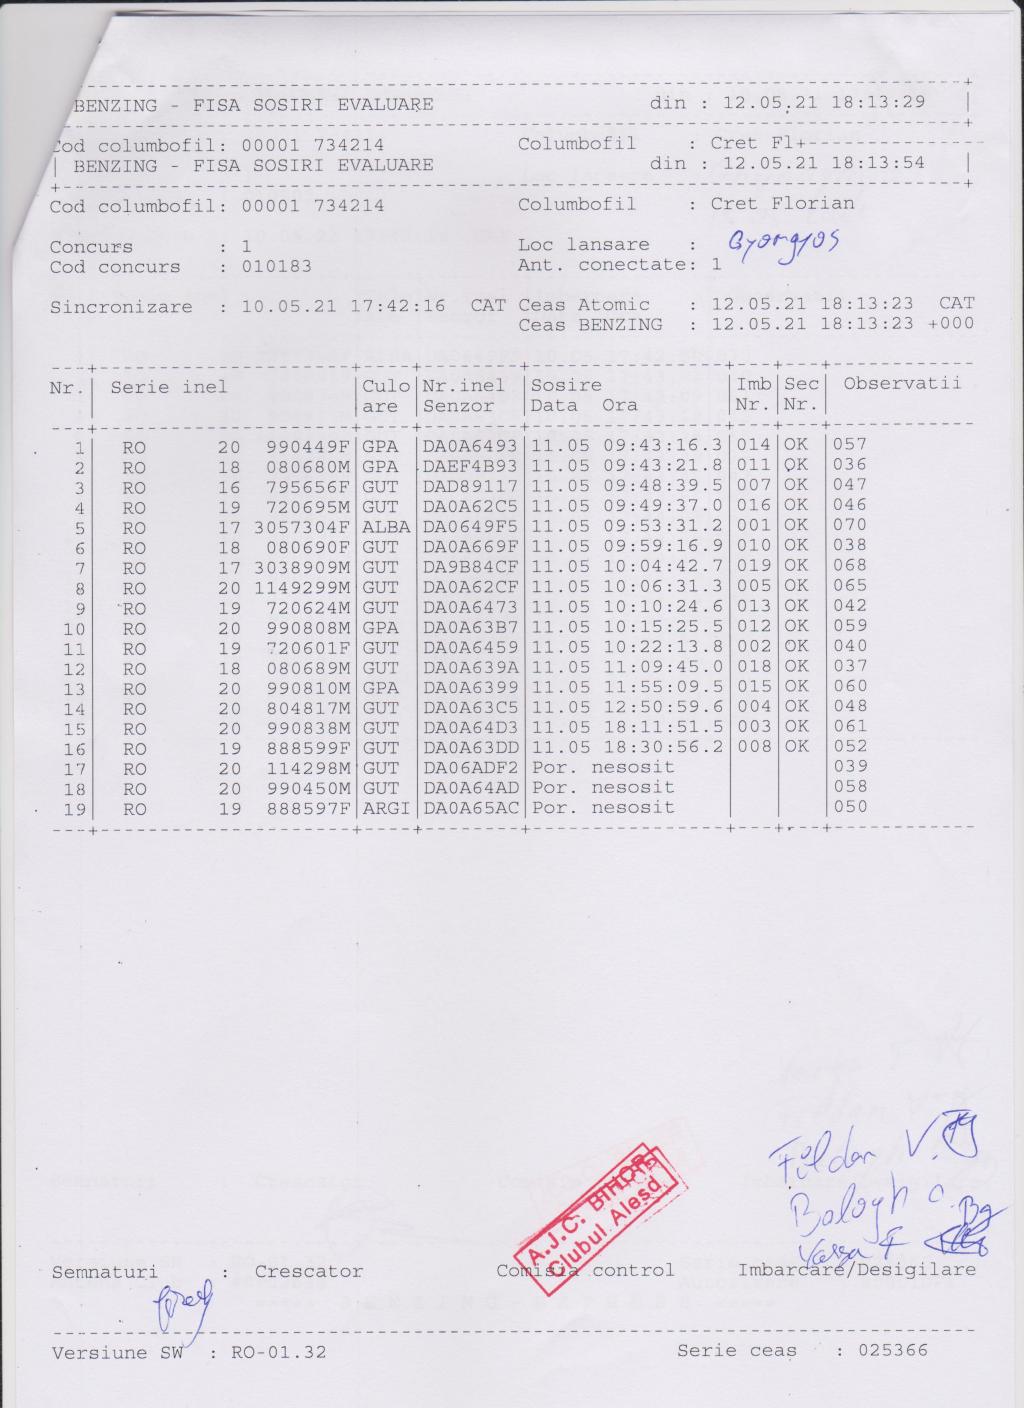 BENZING - FISA SOSIRI EVALUARE din : 12.05.21 18:13:29
Cod columbofil: 00001 734214 Columbofil : Cret Fl
BENZING - FISA SOSIRI EVALUARE din : 12.05.21 18:13:54
Cod columbofil: 00001 734214 Columbofil : Cret Florian
Concurs : 1 Loc lansare : Gyongyos
Cod concurs : 010183 Ant. conectate: 1
Sincronizare : 10.05.21 17:42:16 CAT Ceas Atomic : 12.05.21 18:13:23 CAT
Ceas BENZING : 12.05.21 18:13:23 +000
Nr. Serie inel Culo Nr.inel Sosire Imb Sec Observatii
are Senzor Data Ora Nr. Nr.
1 RO 20 990449F GPA DA0A6493 11.05 09:43:16.3 014 OK 057
2 RO 18 080680M GPA DAEF4B93 11.05 09:43:21.8 011 OK 036
3 RO 16 795656F GUT DAD89117 11.05 09:48:39.5 007 OK 047
4 RO 19 720695M GUT DA0A62C5 11.05 09:49:37.0 016 OK 046
5 RO 17 3057304F ALBA DA0649F5 11.05 09:53:31.2 001 OK 070
6 RO 18 080690F GUT DA0A669F 11.05 09:59:16.9 010 OK 038
7 RO 17 3038909M GUT DA9B84CF 11.05 10:04:42.7 019 OK 068
8 RO 20 1149299M GUT DA0A62CF 11.05 10:06:31.3 005 OK 065
9 RO 19 720624M GUT DA0A6473 11.05 10:10:24.6 013 OK 042
10 RO 20 990808M GPA DA0A63B7 11.05 10:15:25.5 012 OK 059
11 RO 19 720601F GUT DA0A6459 11.05 10:22:13.8 002 OK 040
12 RO 18 080689M GUT DA0A639A 11.05 11:09:45.0 018 OK 037
13 RO 20 990810M GPA DA0A6399 11.05 11:55:09.5 015 OK 060
14 RO 20 804817M GUT DA0A63C5 11.05 12:50:59.6 004 OK 048
15 RO 20 990838M GUT DA0A64D3 11.05 18:11:51.5 003 OK 061
16 RO 19 888599F GUT DA0A63DD 11.05 18:30:56.2 008 OK 052
17 RO 20 114298M GUT DA06ADF2 Por. nesosit 039
18 RO 20 990450M GUT DA0A64AD Por. nesosit 058
19 RO 19 888597F ARGI DA0A65AC Por. nesosit 050
A.J.C. BIHOR
Clubul Alesd
V.
Balogh
Varga F
Semnaturi : Crescator Comisia control Imbarcare/Desigilare
Versiune SW : RO-01.32 Serie ceas : 025366